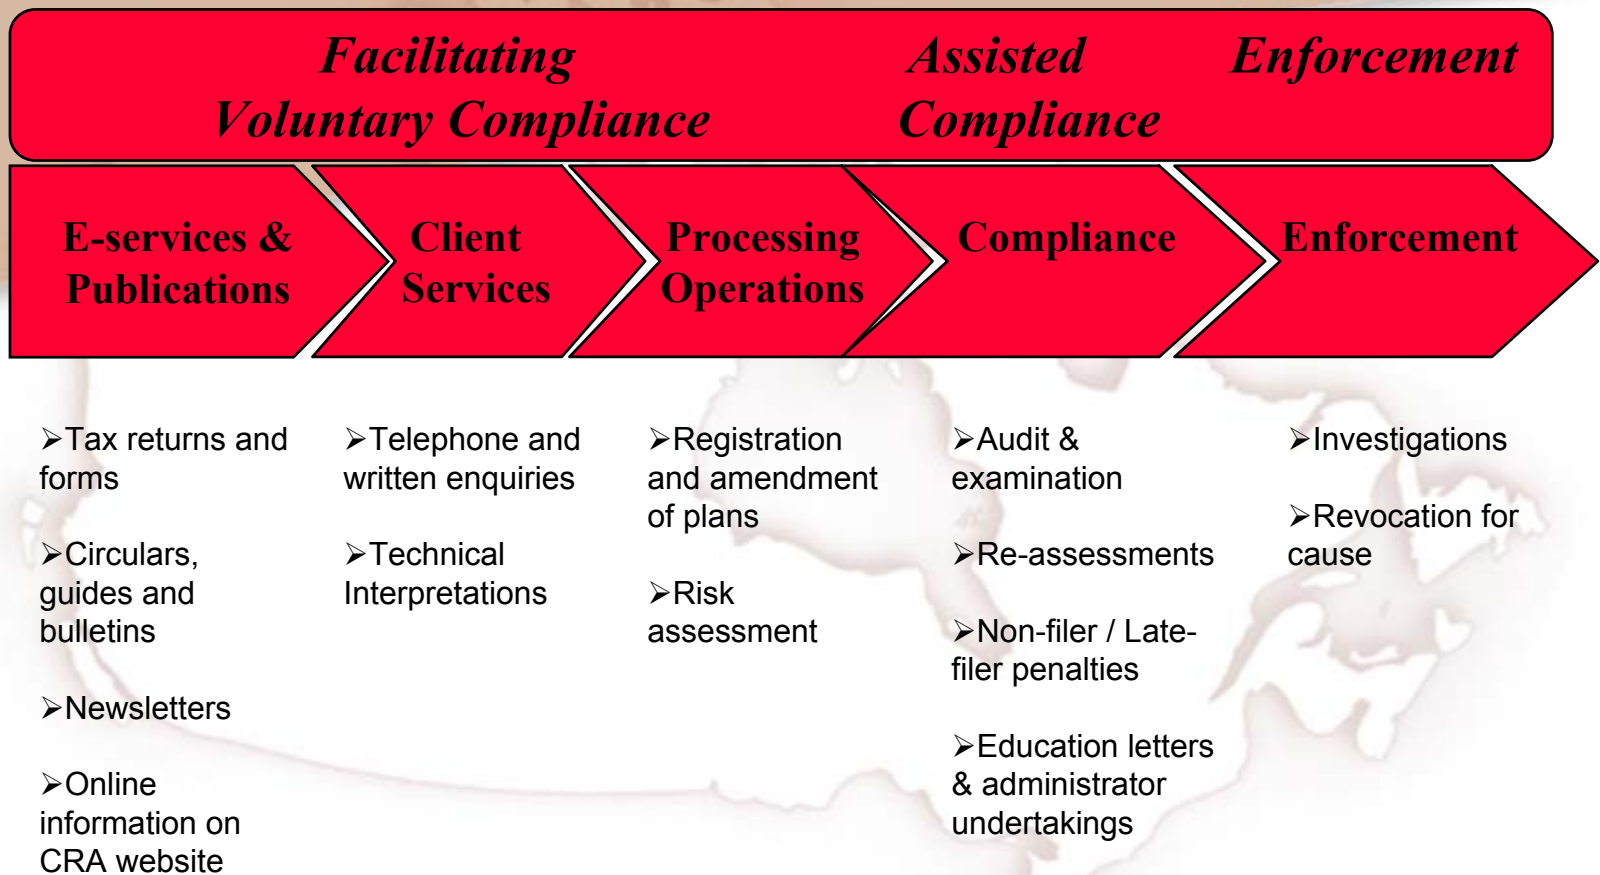 Facilitating
Voluntary Compliance
Assisted
Compliance
Enforcement
E-services &
Publications
Client
Services
Processing
Operations
Compliance
Enforcement
➢Tax returns and
forms
➢Circulars,
guides and
bulletins
➢Newsletters
➢Online
information on
CRA website
➢Telephone and
written enquiries
➢Technical
Interpretations
➢Registration
and amendment
of plans
➢Risk
assessment
➢Audit &
examination
➢Re-assessments
➢Non-filer / Late-
filer penalties
➢Education letters
& administrator
undertakings
➢Investigations
➢Revocation for
cause